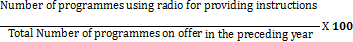 Number of programmes using radio for providing instructions
X 100
Total Number of programmes on offer in the preceding year